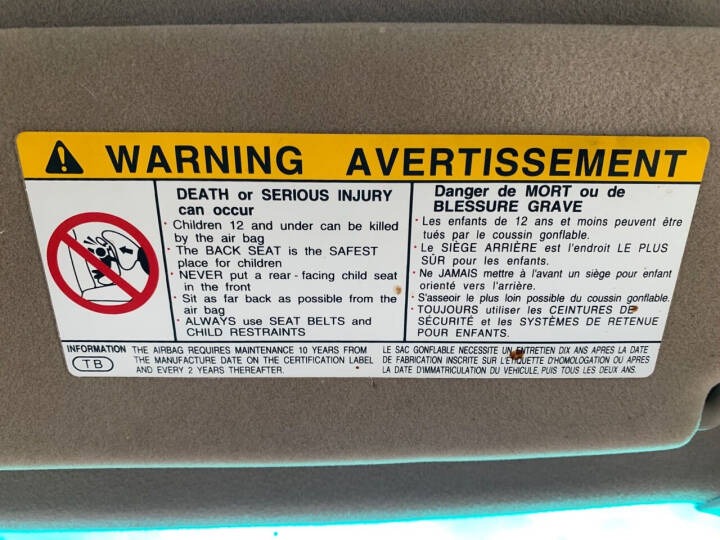 WARNING AVERTISSEMENT
DEATH or SERIOUS INJURY
can occur
· Children 12 and under can be killed
by the air bag
· The BACK SEAT is the SAFEST
place for children
· NEVER put a rear-facing child seat
in the front
· Sit as far back as possible from the
air bag
· ALWAYS use SEAT BELTS and
CHILD RESTRAINTS
Danger de MORT ou de
BLESSURE GRAVE
· Les enfants de 12 ans et moins peuvent être
tués par le coussin gonflable.
· Le SIÈGE ARRIÈRE est l'endroit LE PLUS
SÛR pour les enfants.
· Ne JAMAIS mettre à l'avant un siège pour enfant
orienté vers l'arrière.
· S'asseoir le plus loin possible du coussin gonflable.
· TOUJOURS utiliser les CEINTURES DE
SÉCURITÉ et les SYSTÈMES DE RETENUE
POUR ENFANTS.
INFORMATION THE AIRBAG REQUIRES MAINTENANCE 10 YEARS FROM
TB THE MANUFACTURE DATE ON THE CERTIFICATION LABEL
AND EVERY 2 YEARS THEREAFTER.
LE SAC GONFLABLE NECESSITE UN ENTRETIEN DIX ANS APRES LA DATE
DE FABRICATION INSCRITE SUR L'ETIQUETTE D'HOMOLOGATION OU APRES
LA DATE D'IMMATRICULATION DU VEHICULE, PUIS TOUS LES DEUX ANS.